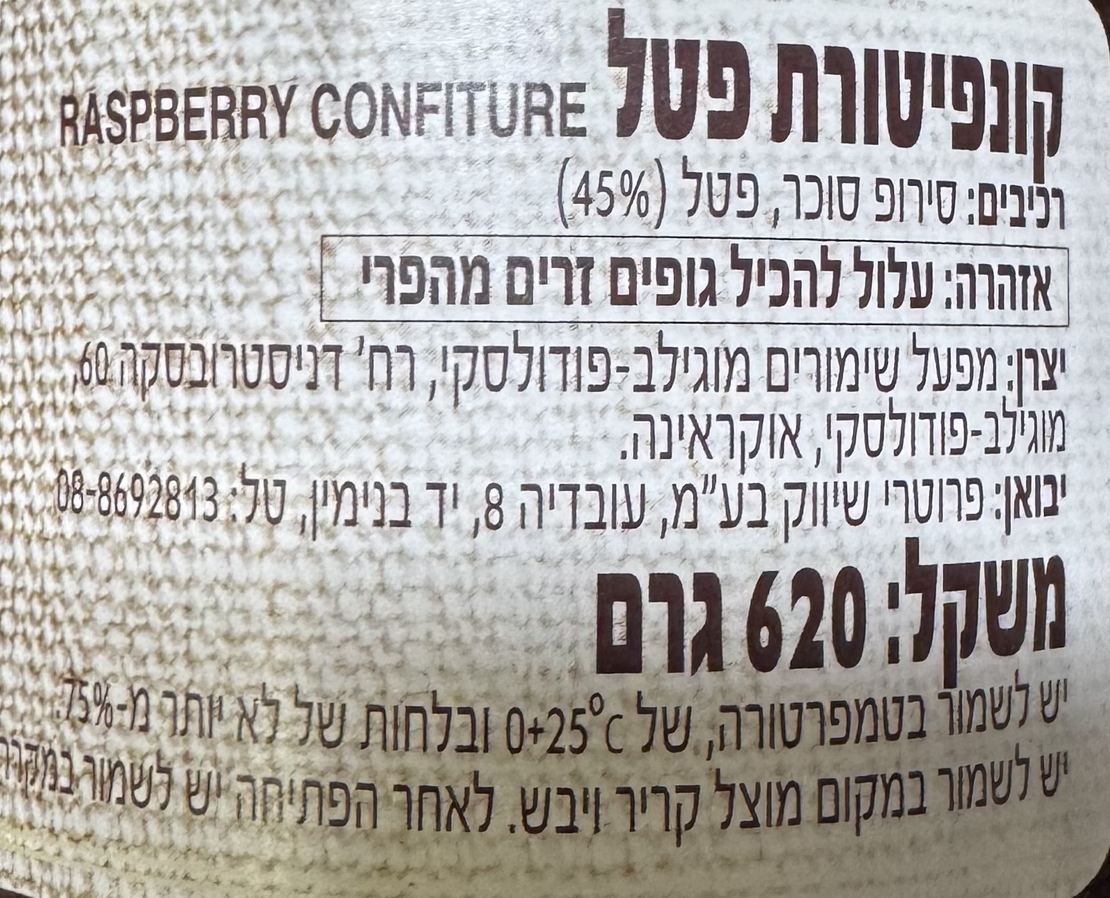 קונפיטורת פטל RASPBERRY CONFITURE
רכיבים: סירופ סוכר, פטל (45%)
אזהרה: עלול להכיל גופים זרים מהפרי
יצרן: מפעל שימורים מוגילב-פודולסקי, רח' דניסטרובסקה 60,
מוגילב-פודולסקי, אוקראינה.
יבואן: פרוטרי שיווק בע"מ, עובדיה 8, יד בנימין, טל: 08-8692813
משקל: 620 גרם
יש לשמור בטמפרטורה, של 0+25°c ובלחות של לא יותר מ-75%.
יש לשמור במקום מוצל קריר ויבש. לאחר הפתיחה יש לשמור